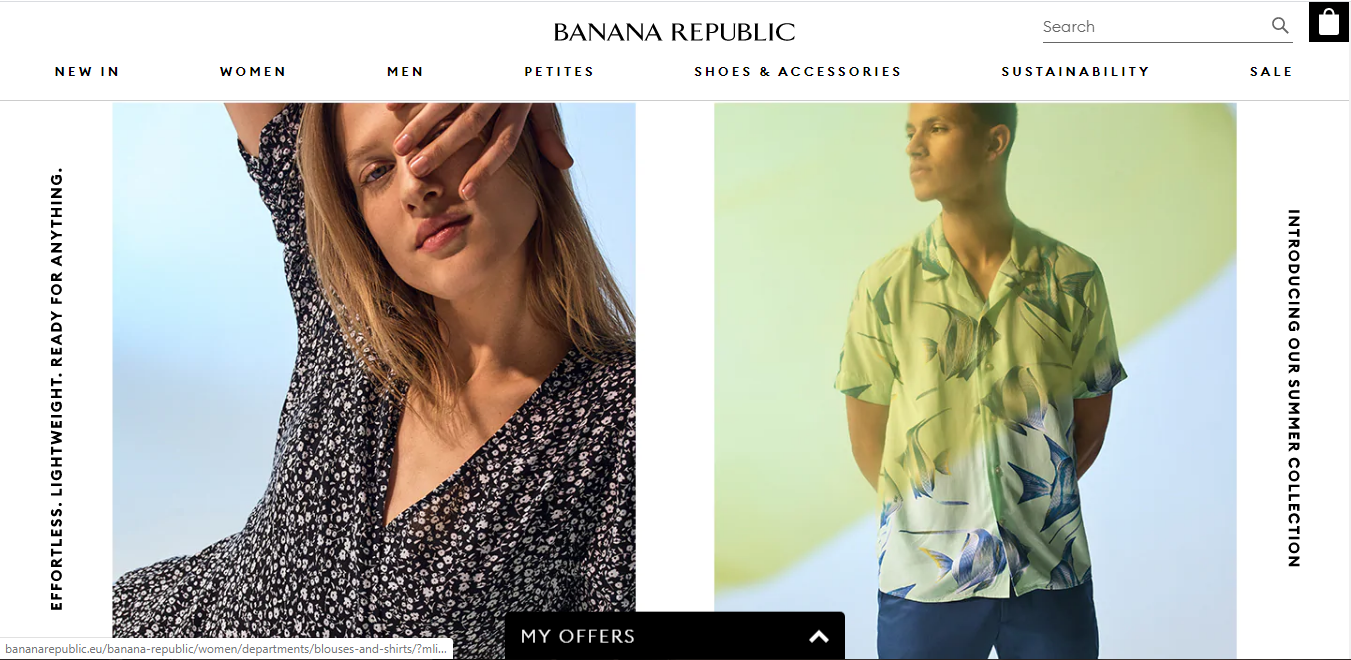 BANANA REPUBLIC
Search
NEW IN
WOMEN
MEN
PETITES
SHOES & ACCESSORIES
SUSTAINABILITY
SALE
EFFORTLESS. LIGHTWEIGHT. READY FOR ANYTHING.
INTRODUCING OUR SUMMER COLLECTION
MY OFFERS
bananarepublic.eu/banana-republic/women/departments/blouses-and-shirts/?mli...